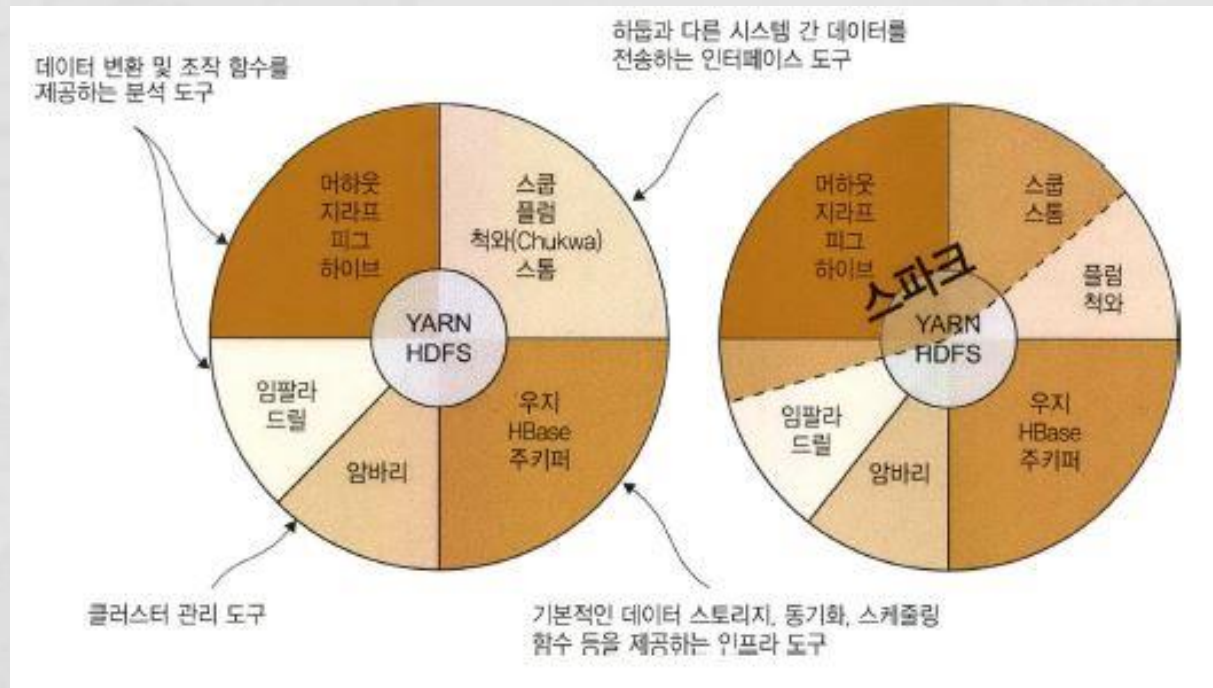 데이터 변환 및 조작 함수를
제공하는 분석 도구
하둡과 다른 시스템 간 데이터를
전송하는 인터페이스 도구
머하웃
지라프
피그
하이브
스쿱
플럼
척와(Chukwa)
스톰
YARN
HDFS
임팔라
드릴
암바리
우지
HBase
주키퍼
클러스터 관리 도구
기본적인 데이터 스토리지, 동기화, 스케줄링
함수 등을 제공하는 인프라 도구
머하웃
지라프
피그
하이브
스쿱
스톰
스파크
플럼
척와
YARN
HDFS
임팔라
드릴
암바리
우지
HBase
주키퍼